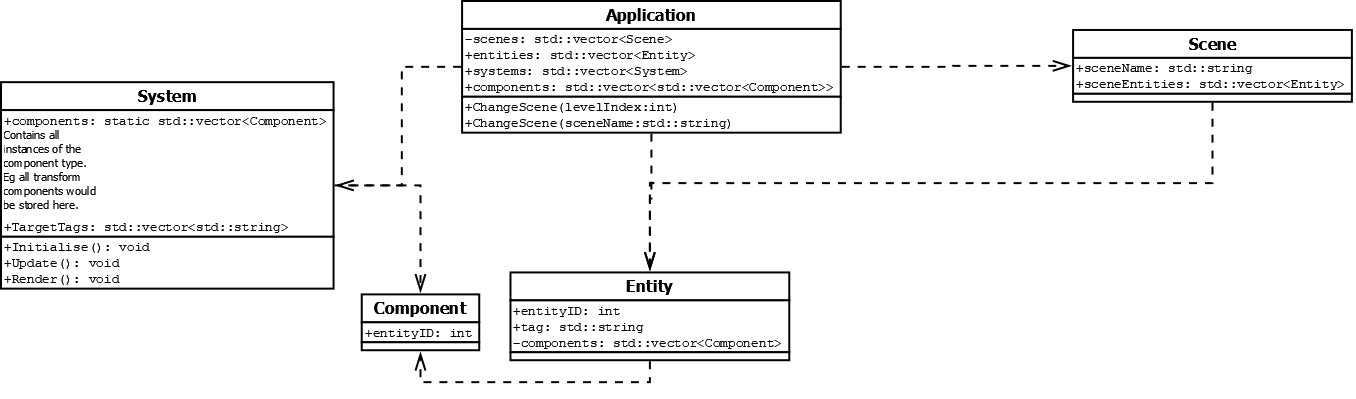 Application
-scenes: std::vector<Scene>
+entities: std::vector<Entity>
+systems: std::vector<System>
+components: vector<std::vector<Component>>
+ChangeScene(levelIndex:int)
+ChangeScene(sceneName:std::string)
Scene
+sceneName: std::string
+sceneEntities: std::vector<Entity>
System
+components: static std::vector<Component>
Contains all
instances of the
component type.
Eg all transform
components would
be stored here.
+TargetTags: std::vector<std::string>
+Initialise(): void
+Update(): void
+Render(): void
Component
+entityID: int
Entity
+entityID: int
+tag: std::string
-components: std::vector<Component>